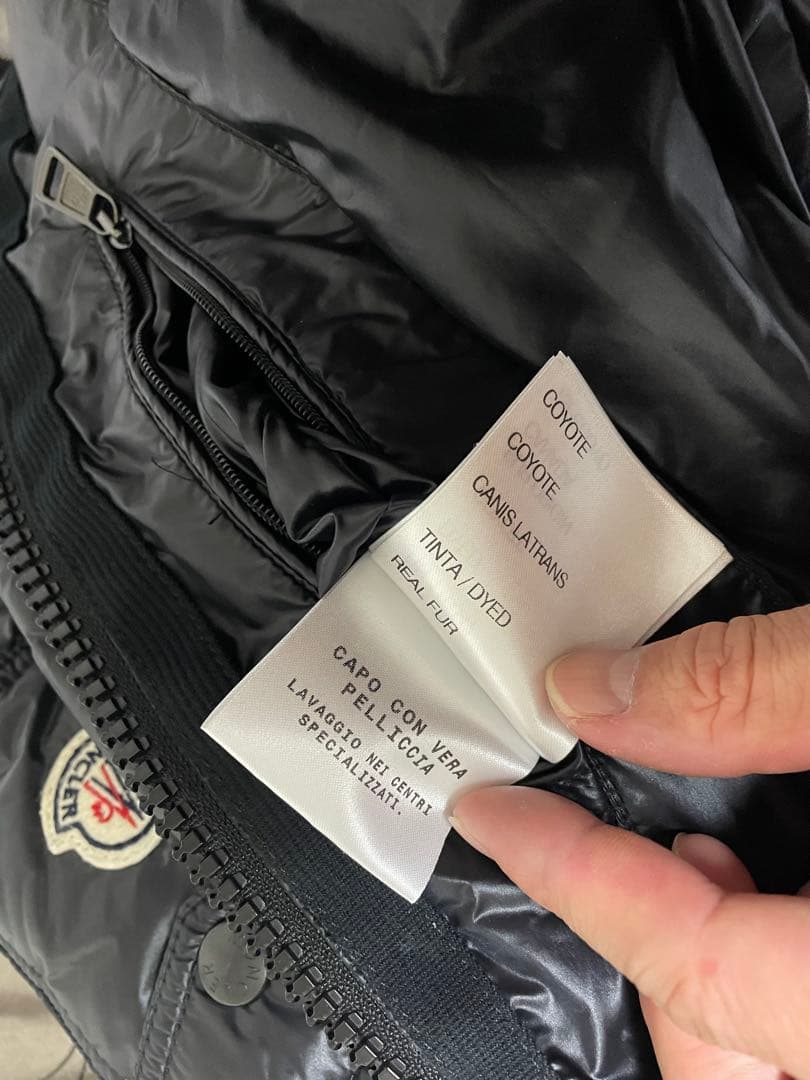 COYOTE
COYOTE
CANIS LATRANS
TINTA / DYED
REAL FUR
CAPO CON VERA
PELLICCIA
LAVAGGIO NEI CENTRI
SPECIALIZZATI.